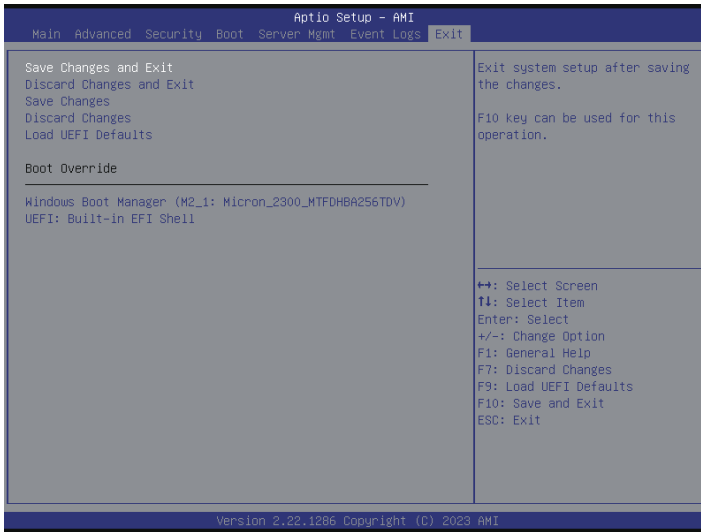 Aptio Setup – AMI
Main Advanced Security Boot Server Mgmt Event Logs Exit
Save Changes and Exit
Discard Changes and Exit
Save Changes
Discard Changes
Load UEFI Defaults
Boot Override
Windows Boot Manager (M2_1: Micron_2300_MTFDHBA256TDV)
UEFI: Built-in EFI Shell
Exit system setup after saving
the changes.
F10 key can be used for this
operation.
↔: Select Screen
↑↓: Select Item
Enter: Select
+/-: Change Option
F1: General Help
F7: Discard Changes
F9: Load UEFI Defaults
F10: Save and Exit
ESC: Exit
Version 2.22.1286 Copyright (C) 2023 AMI